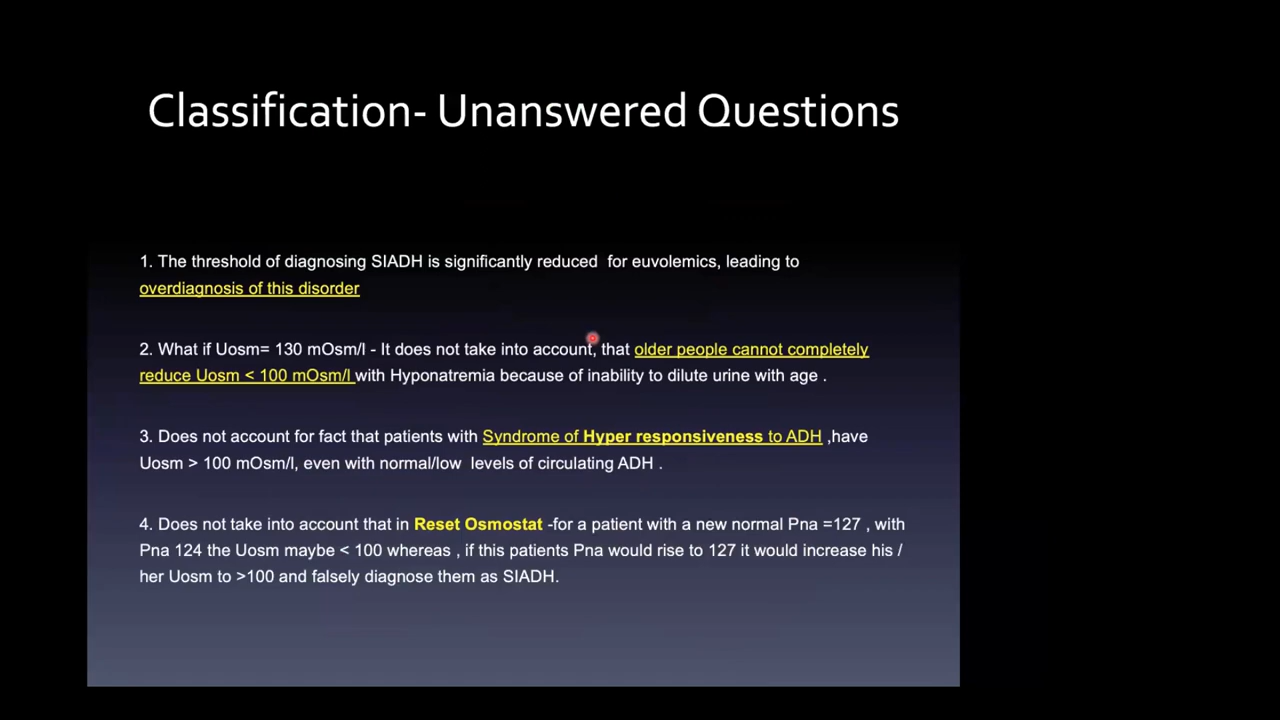 Classification- Unanswered Questions
1. The threshold of diagnosing SIADH is significantly reduced  for euvolemics, leading to
overdiagnosis of this disorder
2. What if Uosm= 130 mOsm/l - It does not take into account, that older people cannot completely
reduce Uosm < 100 mOsm/l with Hyponatremia because of inability to dilute urine with age .
3. Does not account for fact that patients with Syndrome of Hyper responsiveness to ADH ,have
Uosm > 100 mOsm/l, even with normal/low  levels of circulating ADH .
4. Does not take into account that in Reset Osmostat -for a patient with a new normal Pna =127 , with
Pna 124 the Uosm maybe < 100 whereas , if this patients Pna would rise to 127 it would increase his /
her Uosm to >100 and falsely diagnose them as SIADH.